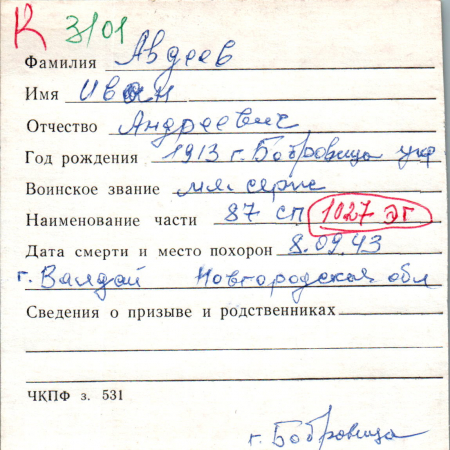 К 3/01
Фамилия Авдеев
Имя Иван
Отчество Андреевич
Год рождения 1913 г. Бобровица укр
Воинское звание мл. серж
Наименование части 87 сп 1027 эг
Дата смерти и место похорон 8.09.43
г. Валдай Новгородская обл
Сведения о призыве и родственниках
ЧКПФ з. 531
г. Бобровица